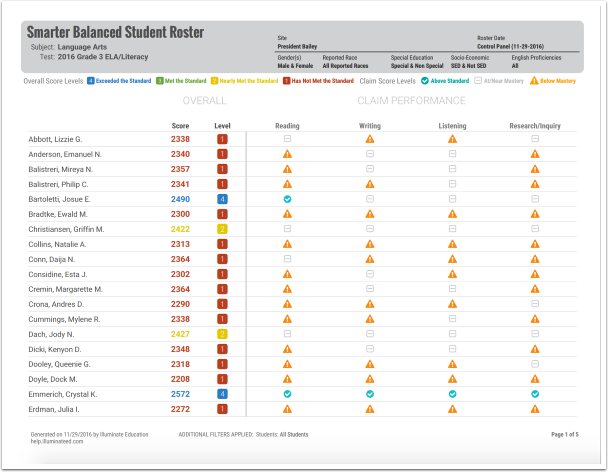 Smarter Balanced Student Roster
Subject: Language Arts
Test: 2016 Grade 3 ELA/Literacy
Site
President Bailey
Roster Date
Control Panel (11-29-2016)
Gender(s) Reported Race Special Education Socio-Economic English Proficiencies
Male & Female All Reported Races Special & Non Special SED & Not SED All
Overall Score Levels 4 Exceeded the Standard 3 Met the Standard 2 Nearly Met the Standard 1 Has Not Met the Standard Claim Score Levels Above Standard At/Near Mastery Below Mastery
OVERALL CLAIM PERFORMANCE
Score Level Reading Writing Listening Research/Inquiry
Abbott, Lizzie G. 2338 1
Anderson, Emanuel N. 2340 1
Balistreri, Mireya N. 2357 1
Balistreri, Philip C. 2341 1
Bartoletti, Josue E. 2490 4
Bradtke, Ewald M. 2300 1
Christiansen, Griffin M. 2422 2
Collins, Natalie A. 2313 1
Conn, Daija N. 2364 1
Considine, Esta J. 2302 1
Cremin, Margarette M. 2364 1
Crona, Andres D. 2290 1
Cummings, Mylene R. 2338 1
Dach, Jody N. 2427 2
Dicki, Kenyon D. 2348 1
Dooley, Queenie G. 2318 1
Doyle, Dock M. 2208 1
Emmerich, Crystal K. 2572 4
Erdman, Julia I. 2272 1
Generated on 11/29/2016 by Illuminate Education ADDITIONAL FILTERS APPLIED: Students: All Students Page 1 of 5
help.illuminateed.com